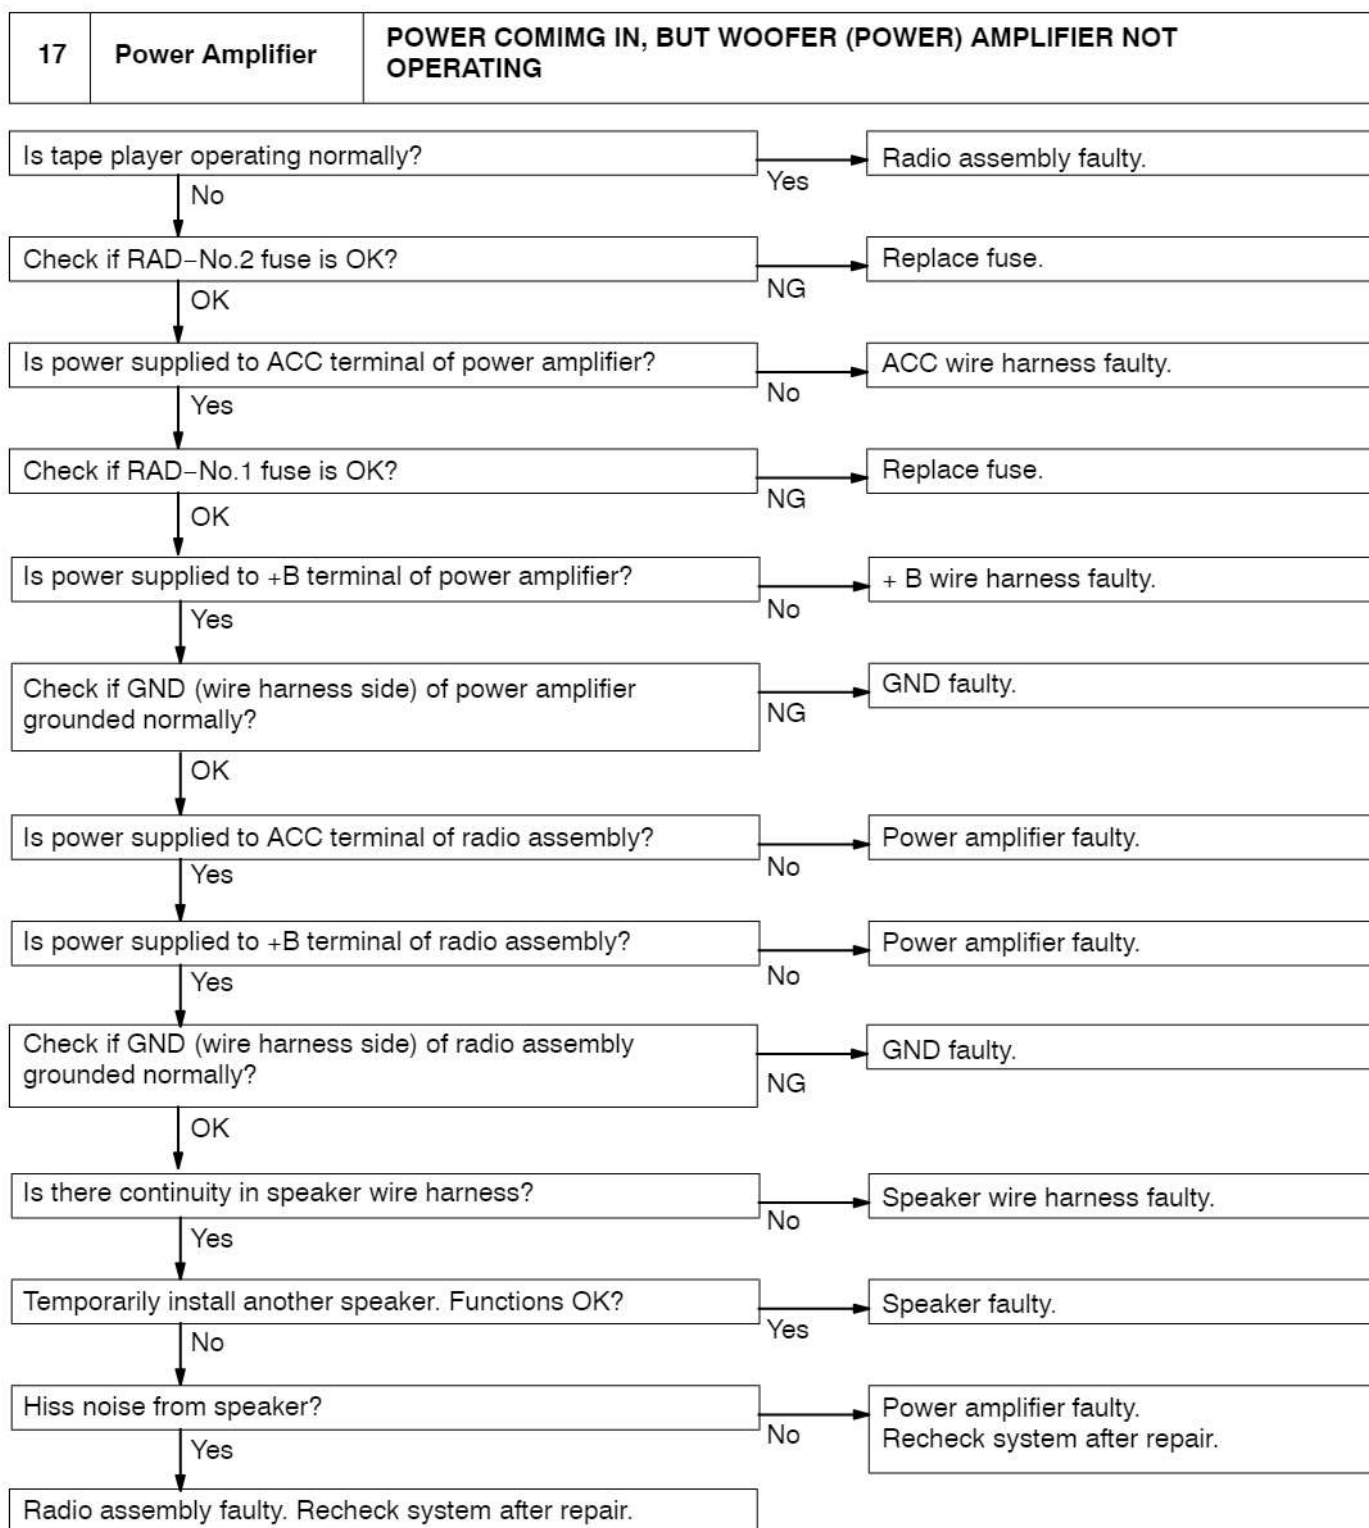 17
Power Amplifier
POWER COMIMG IN, BUT WOOFER (POWER) AMPLIFIER NOT
OPERATING
Is tape player operating normally?
Yes
Radio assembly faulty.
No
Check if RAD–No.2 fuse is OK?
NG
Replace fuse.
OK
Is power supplied to ACC terminal of power amplifier?
No
ACC wire harness faulty.
Yes
Check if RAD–No.1 fuse is OK?
NG
Replace fuse.
OK
Is power supplied to +B terminal of power amplifier?
No
+ B wire harness faulty.
Yes
Check if GND (wire harness side) of power amplifier
grounded normally?
NG
GND faulty.
OK
Is power supplied to ACC terminal of radio assembly?
No
Power amplifier faulty.
Yes
Is power supplied to +B terminal of radio assembly?
No
Power amplifier faulty.
Yes
Check if GND (wire harness side) of radio assembly
grounded normally?
NG
GND faulty.
OK
Is there continuity in speaker wire harness?
No
Speaker wire harness faulty.
Yes
Temporarily install another speaker. Functions OK?
Yes
Speaker faulty.
No
Hiss noise from speaker?
No
Power amplifier faulty.
Recheck system after repair.
Yes
Radio assembly faulty. Recheck system after repair.